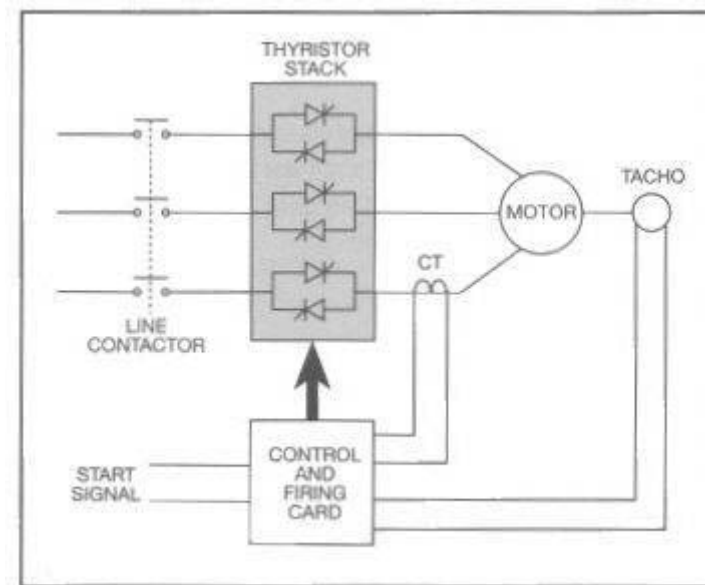 THYRISTOR
STACK
TACHO
MOTOR
CT
LINE
CONTACTOR
START
SIGNAL
CONTROL
AND
FIRING
CARD